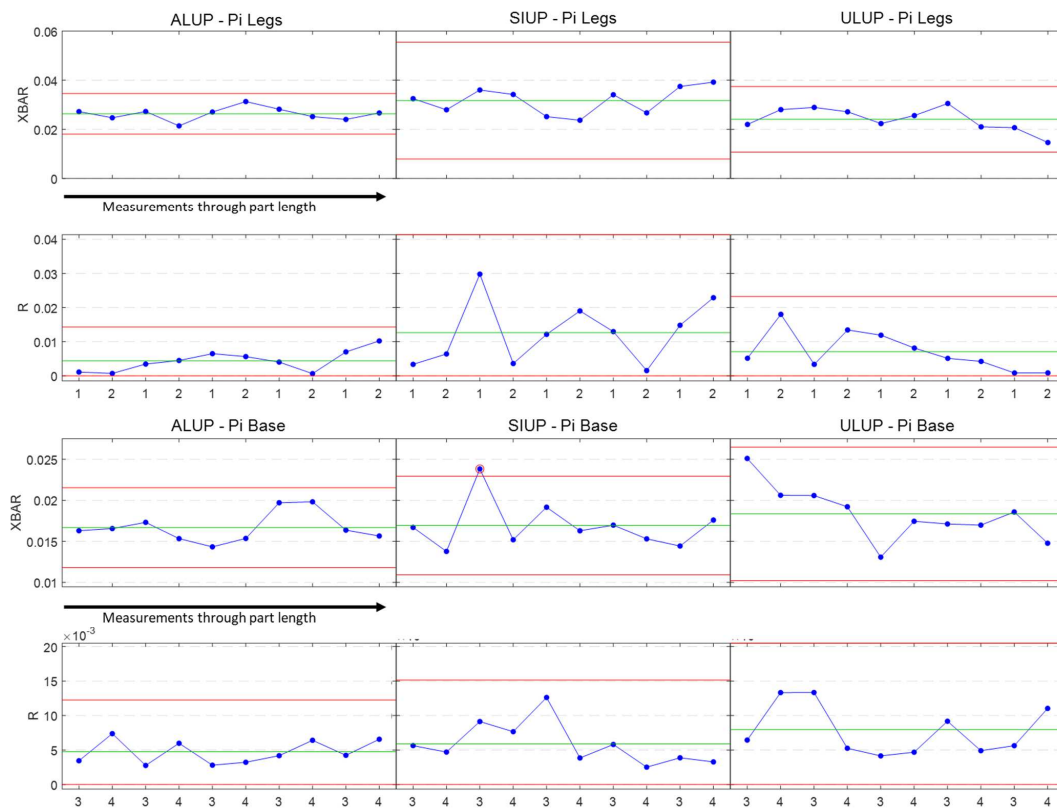 ALUP - Pi Legs SIUP - Pi Legs ULUP - Pi Legs
0.06
0.04
0.02
0
XBAR
Measurements through part length
0.04
0.03
0.02
0.01
0
R
1 2 1 2 1 2 1 2 1 2 1 2 1 2 1 2 1 2 1 2 1 2 1 2 1 2 1 2 1 2
ALUP - Pi Base SIUP - Pi Base ULUP - Pi Base
0.025
0.02
0.015
0.01
XBAR
Measurements through part length
×10-3
20
15
10
5
0
R
3 4 3 4 3 4 3 4 3 4 3 4 3 4 3 4 3 4 3 4 3 4 3 4 3 4 3 4 3 4